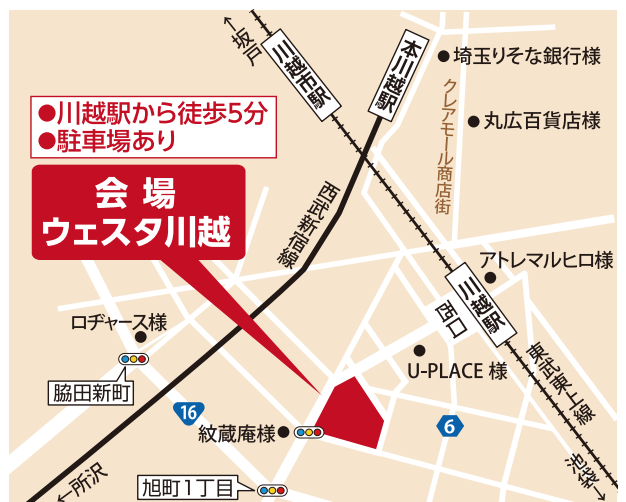 ←坂戸
川越市駅
本川越駅
●埼玉りそな銀行様
クレアモール商店街
●丸広百貨店様
●川越駅から徒歩5分
●駐車場あり
会場
ウェスタ川越
西武新宿線
アトレマルヒロ様
川越駅
西口
ロヂャース様
U-PLACE 様
東武東上線
脇田新町
16
紋蔵庵様
6
←所沢
旭町1丁目
池袋→